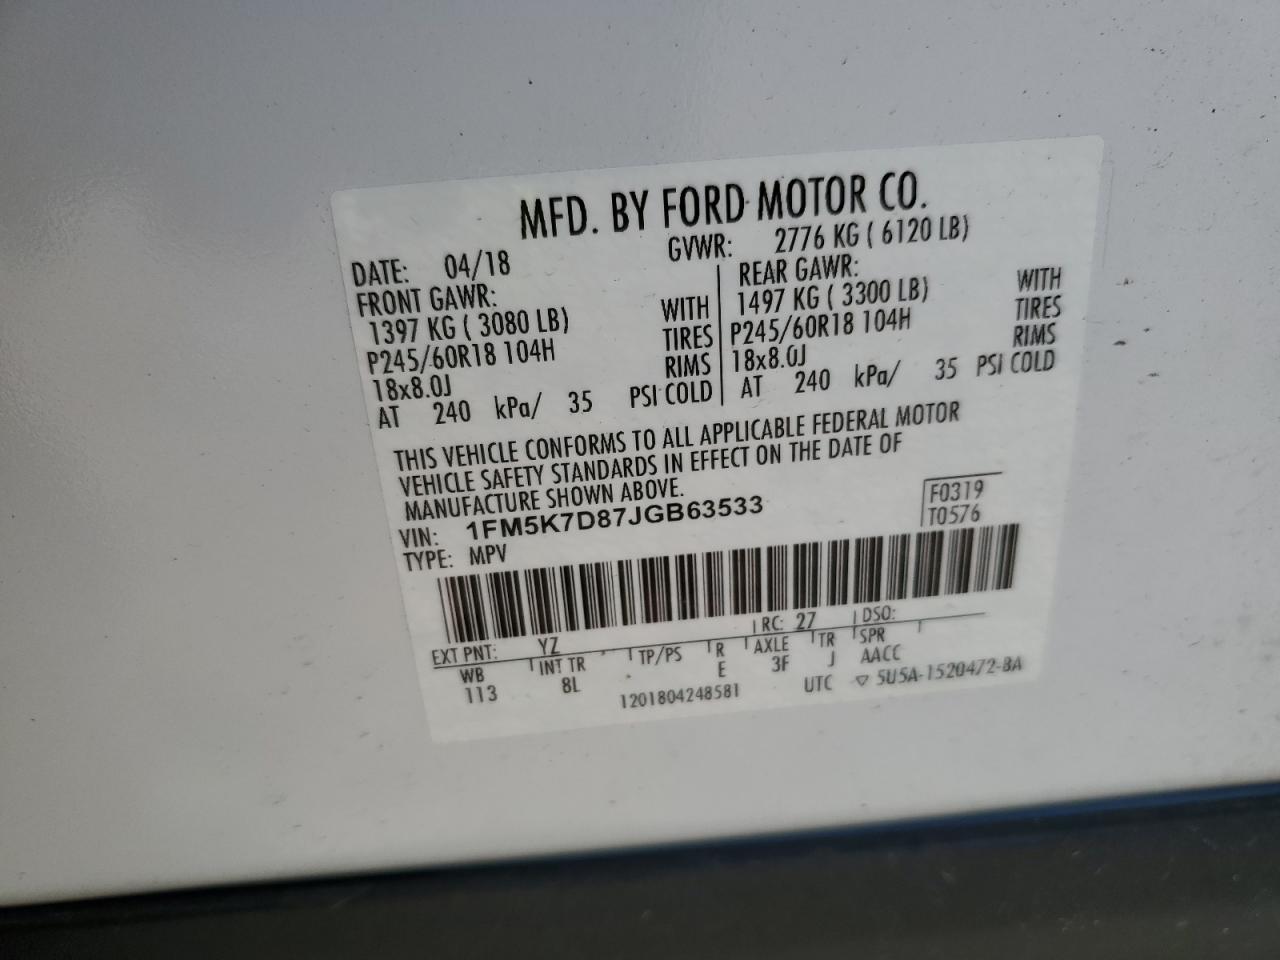 MFD. BY FORD MOTOR CO.
DATE: 04/18 GVWR: 2776 KG ( 6120 LB)
FRONT GAWR: REAR GAWR:
1397 KG ( 3080 LB) WITH 1497 KG ( 3300 LB) WITH
P245/60R18 104H TIRES P245/60R18 104H TIRES
18x8.0J RIMS 18x8.0J RIMS
AT 240 kPa/ 35 PSI COLD AT 240 kPa/ 35 PSI COLD
THIS VEHICLE CONFORMS TO ALL APPLICABLE FEDERAL MOTOR
VEHICLE SAFETY STANDARDS IN EFFECT ON THE DATE OF
MANUFACTURE SHOWN ABOVE.
VIN: 1FM5K7D87JGB63533 F0319
TYPE: MPV T0576
EXT PNT: YZ RC: 27 DSO:
WB INT TR TP/PS R AXLE TR SPR
113 8L E 3F J AACC
1201804248581 UTC ▽ 5U5A-1520472-BA